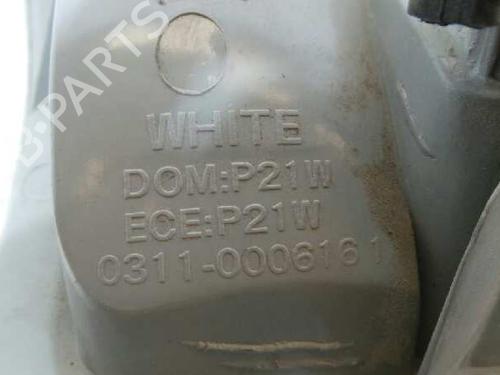 WHITE
DOM:P21W
ECE:P21W
0311-0006161
B-PARTS